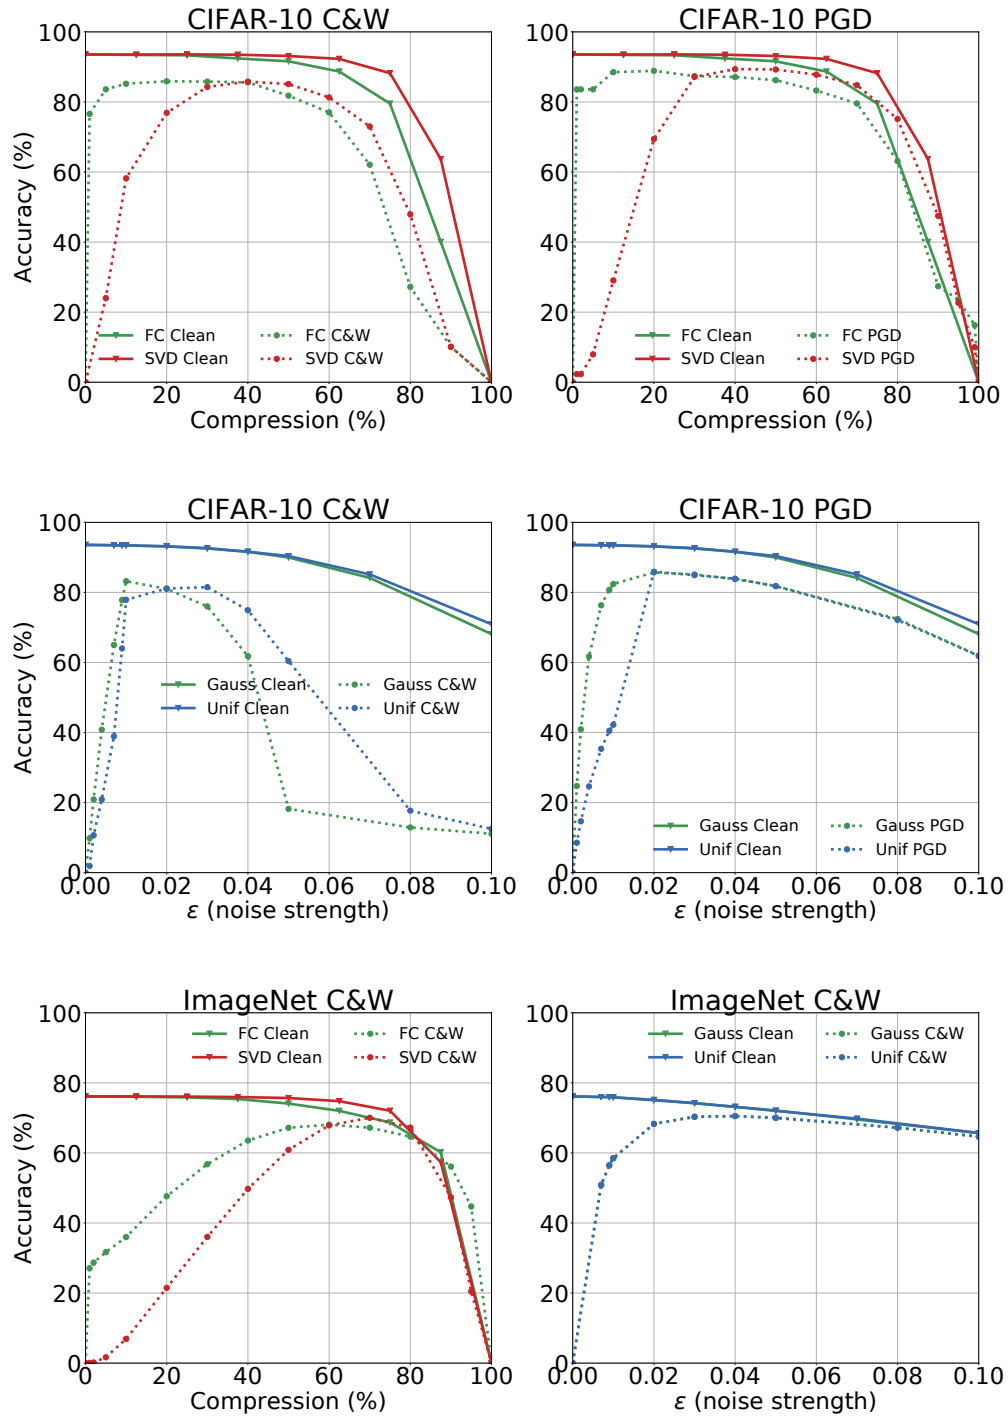 CIFAR-10 C&W
CIFAR-10 PGD
100
80
60
40
20
0
Accuracy (%)
FC Clean
SVD Clean
FC C&W
SVD C&W
0 20 40 60 80 100
Compression (%)
100
80
60
40
20
0
FC Clean
SVD Clean
FC PGD
SVD PGD
0 20 40 60 80 100
Compression (%)
CIFAR-10 C&W
CIFAR-10 PGD
100
80
60
40
20
0
Accuracy (%)
Gauss Clean
Unif Clean
Gauss C&W
Unif C&W
0.00 0.02 0.04 0.06 0.08 0.10
ε (noise strength)
100
80
60
40
20
0
Gauss Clean
Unif Clean
Gauss PGD
Unif PGD
0.00 0.02 0.04 0.06 0.08 0.10
ε (noise strength)
ImageNet C&W
ImageNet C&W
100
80
60
40
20
0
Accuracy (%)
FC Clean
SVD Clean
FC C&W
SVD C&W
0 20 40 60 80 100
Compression (%)
100
80
60
40
20
0
Gauss Clean
Unif Clean
Gauss C&W
Unif C&W
0.00 0.02 0.04 0.06 0.08 0.10
ε (noise strength)